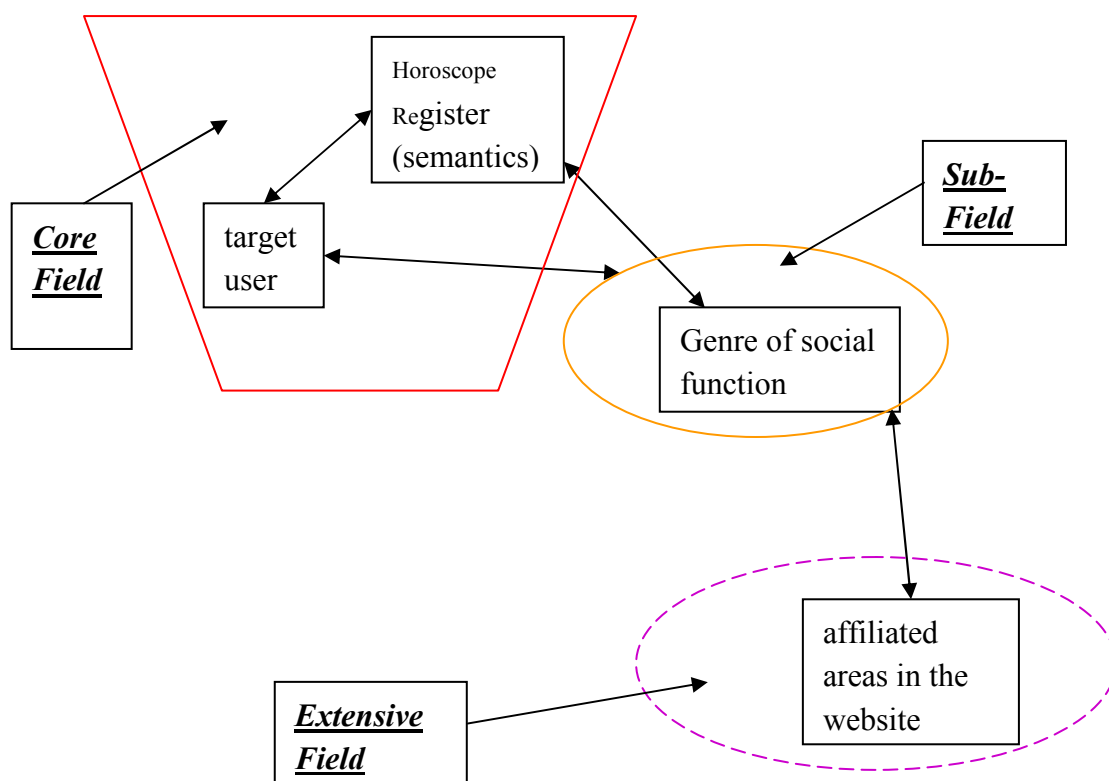 Horoscope
Register
(semantics)
Sub-
Field
Core
Field
target
user
Genre of social
function
affiliated
areas in the
website
Extensive
Field